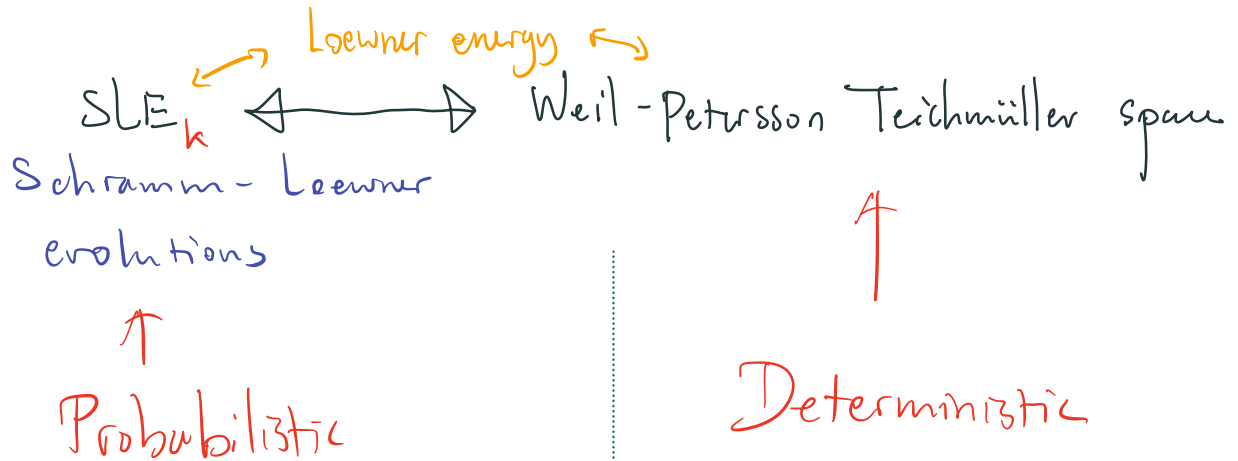 Loewner energy
SLEκ Weil-Petersson Teichmüller space
Schramm-Loewner
evolutions
Probabilistic
Deterministic